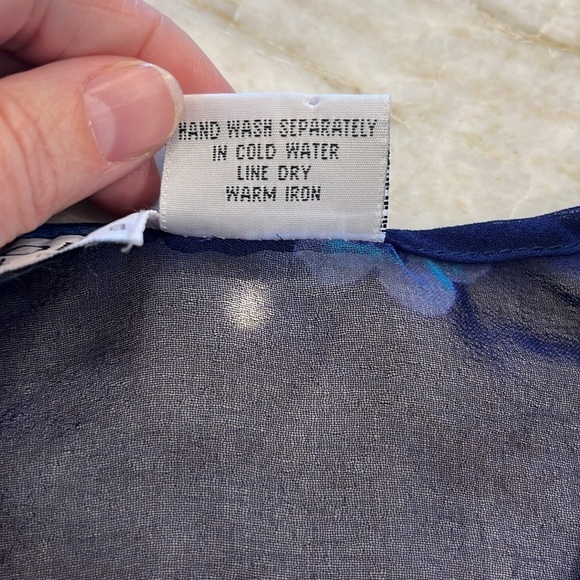 HAND WASH SEPARATELY
IN COLD WATER
LINE DRY
WARM IRON